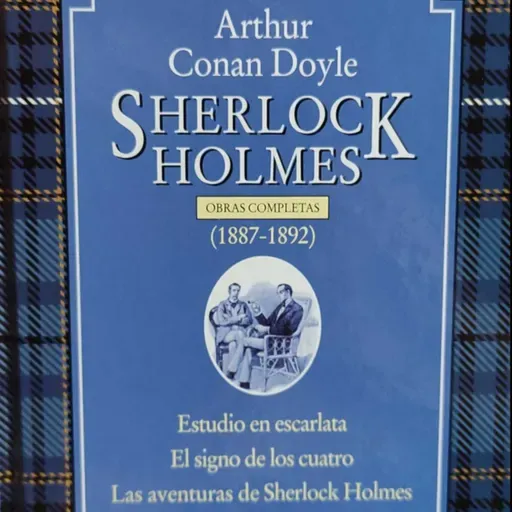 Arthur
Conan Doyle
SHERLOCK
HOLMES
OBRAS COMPLETAS
(1887-1892)
Estudio en escarlata
El signo de los cuatro
Las aventuras de Sherlock Holmes